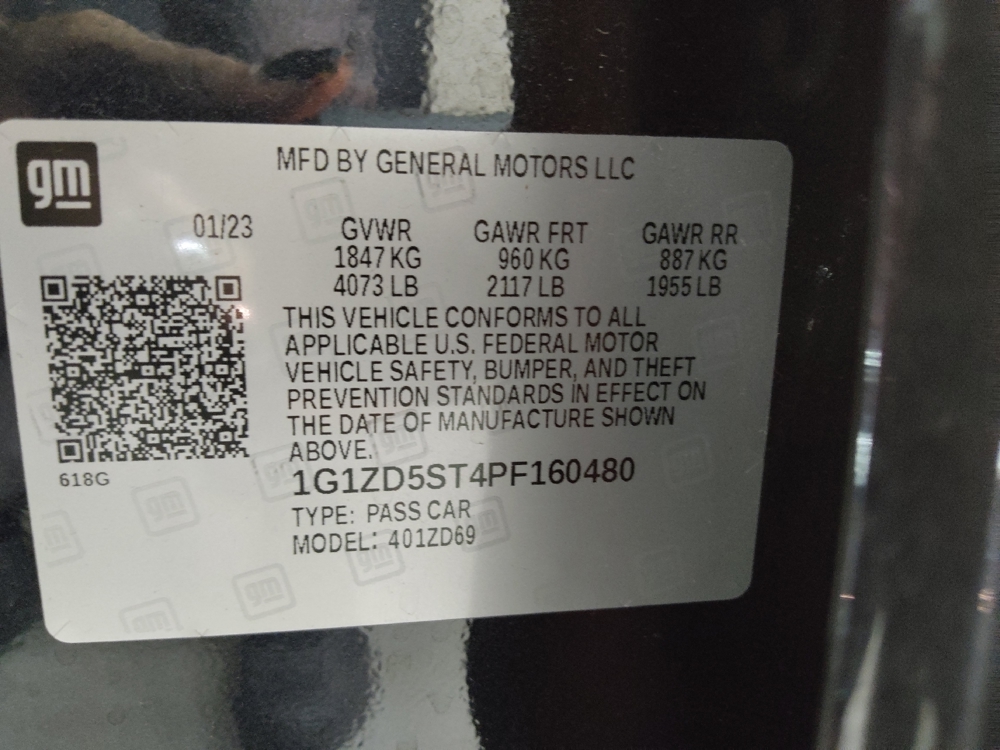 gm
MFD BY GENERAL MOTORS LLC
01/23 GVWR GAWR FRT GAWR RR
1847 KG 960 KG 887 KG
4073 LB 2117 LB 1955 LB
THIS VEHICLE CONFORMS TO ALL
APPLICABLE U.S. FEDERAL MOTOR
VEHICLE SAFETY, BUMPER, AND THEFT
PREVENTION STANDARDS IN EFFECT ON
THE DATE OF MANUFACTURE SHOWN
ABOVE.
618G
1G1ZD5ST4PF160480
TYPE: PASS CAR
MODEL: 401ZD69